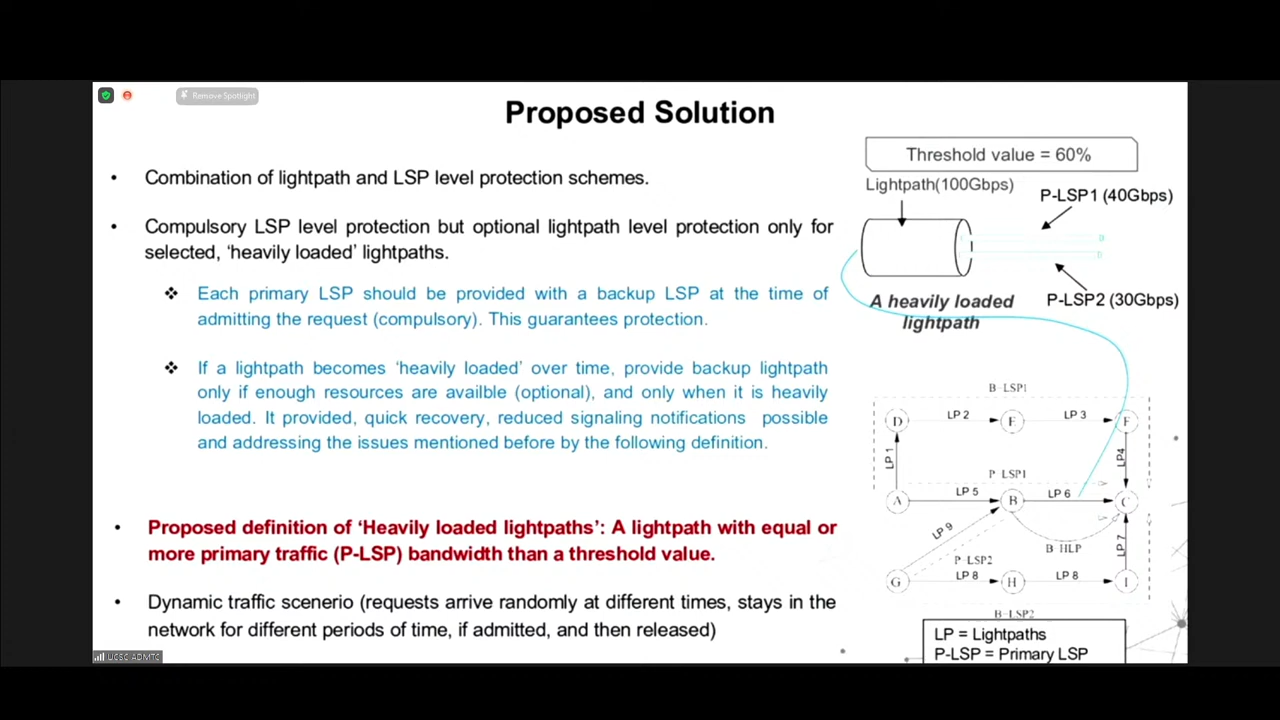 Remove Spotlight
Proposed Solution
• Combination of lightpath and LSP level protection schemes.
• Compulsory LSP level protection but optional lightpath level protection only for
selected, ‘heavily loaded’ lightpaths.
❖ Each primary LSP should be provided with a backup LSP at the time of
admitting the request (compulsory). This guarantees protection.
❖ If a lightpath becomes ‘heavily loaded’ over time, provide backup lightpath
only if enough resources are availble (optional), and only when it is heavily
loaded. It provided, quick recovery, reduced signaling notifications possible
and addressing the issues mentioned before by the following definition.
• Proposed definition of ‘Heavily loaded lightpaths’: A lightpath with equal or
more primary traffic (P-LSP) bandwidth than a threshold value.
• Dynamic traffic scenerio (requests arrive randomly at different times, stays in the
network for different periods of time, if admitted, and then released)
Threshold value = 60%
Lightpath(100Gbps)
P-LSP1 (40Gbps)
P-LSP2 (30Gbps)
A heavily loaded
lightpath
B-LSP1
D LP 2 E LP 3 F
LP 1
LP4
P-LSP1
A LP 5 B LP 6 C
LP 9
B-HLP
LP 7
P-LSP2
G LP 8 H LP 8 I
B-LSP2
LP = Lightpaths
P-LSP = Primary LSP
UCSC-ADMTC